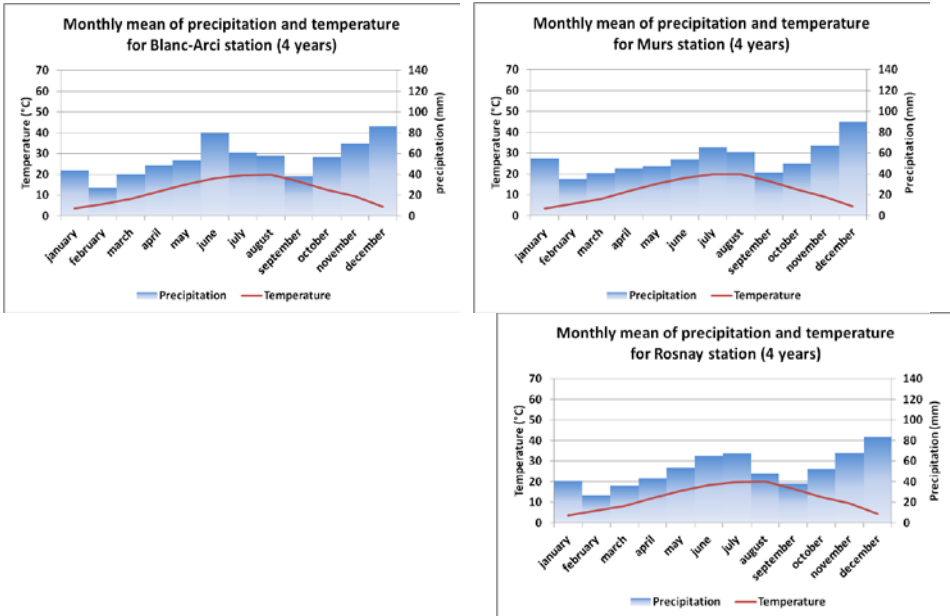 Monthly mean of precipitation and temperature
for Blanc-Arci station (4 years)
70
60
50
40
30
20
10
0
Temperature (°C)
140
120
100
80
60
40
20
0
precipitation (mm)
january
february
march
april
may
june
july
august
september
october
november
december
Precipitation
Temperature
Monthly mean of precipitation and temperature
for Murs station (4 years)
70
60
50
40
30
20
10
0
Temperature (°C)
140
120
100
80
60
40
20
0
Precipitation (mm)
january
february
march
april
may
june
july
august
september
october
november
december
Precipitation
Temperature
Monthly mean of precipitation and temperature
for Rosnay station (4 years)
70
60
50
40
30
20
10
0
Temperature (°C)
140
120
100
80
60
40
20
0
Precipitation (mm)
january
february
march
april
may
june
july
august
september
october
november
december
Precipitation
Temperature